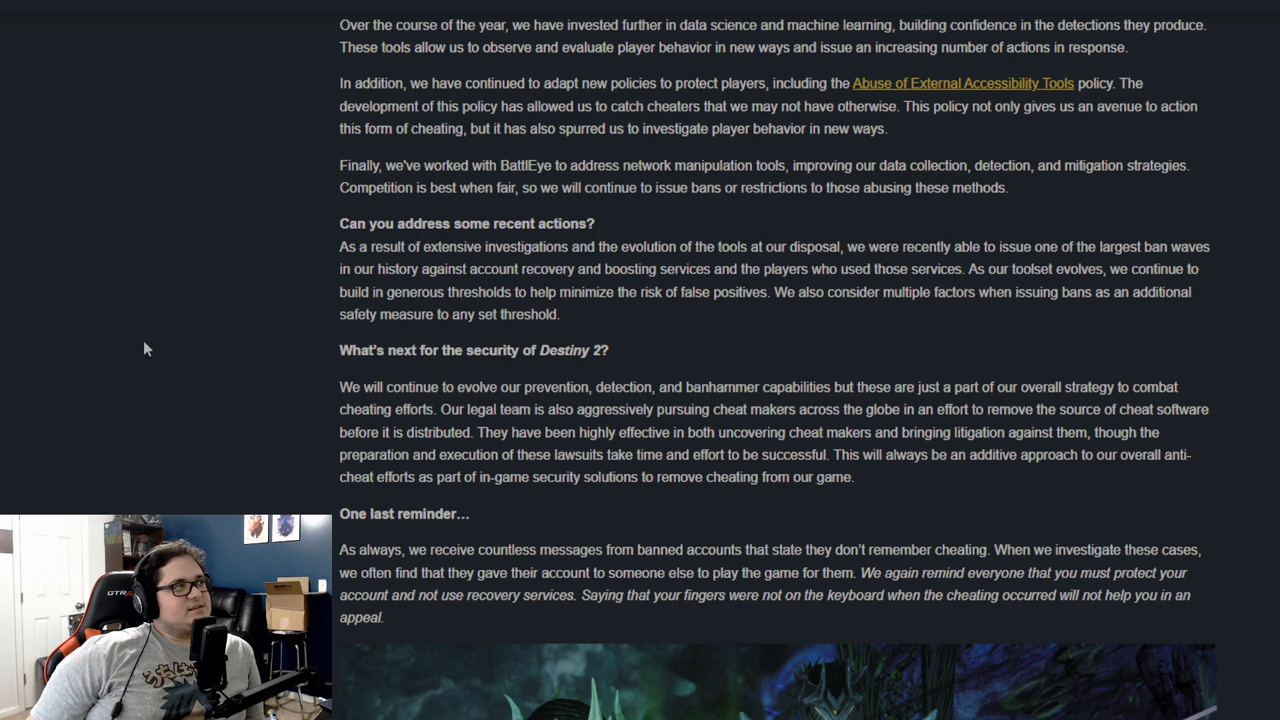 Over the course of the year, we have invested further in data science and machine learning, building confidence in the detections they produce.
These tools allow us to observe and evaluate player behavior in new ways and issue an increasing number of actions in response.
In addition, we have continued to adapt new policies to protect players, including the Abuse of External Accessibility Tools policy. The
development of this policy has allowed us to catch cheaters that we may not have otherwise. This policy not only gives us an avenue to action
this form of cheating, but it has also spurred us to investigate player behavior in new ways.
Finally, we've worked with BattlEye to address network manipulation tools, improving our data collection, detection, and mitigation strategies.
Competition is best when fair, so we will continue to issue bans or restrictions to those abusing these methods.
Can you address some recent actions?
As a result of extensive investigations and the evolution of the tools at our disposal, we were recently able to issue one of the largest ban waves
in our history against account recovery and boosting services and the players who used those services. As our toolset evolves, we continue to
build in generous thresholds to help minimize the risk of false positives. We also consider multiple factors when issuing bans as an additional
safety measure to any set threshold.
What's next for the security of Destiny 2?
We will continue to evolve our prevention, detection, and banhammer capabilities but these are just a part of our overall strategy to combat
cheating efforts. Our legal team is also aggressively pursuing cheat makers across the globe in an effort to remove the source of cheat software
before it is distributed. They have been highly effective in both uncovering cheat makers and bringing litigation against them, though the
preparation and execution of these lawsuits take time and effort to be successful. This will always be an additive approach to our overall anti-
cheat efforts as part of in-game security solutions to remove cheating from our game.
One last reminder…
As always, we receive countless messages from banned accounts that state they don't remember cheating. When we investigate these cases,
we often find that they gave their account to someone else to play the game for them. We again remind everyone that you must protect your
account and not use recovery services. Saying that your fingers were not on the keyboard when the cheating occurred will not help you in an
appeal.